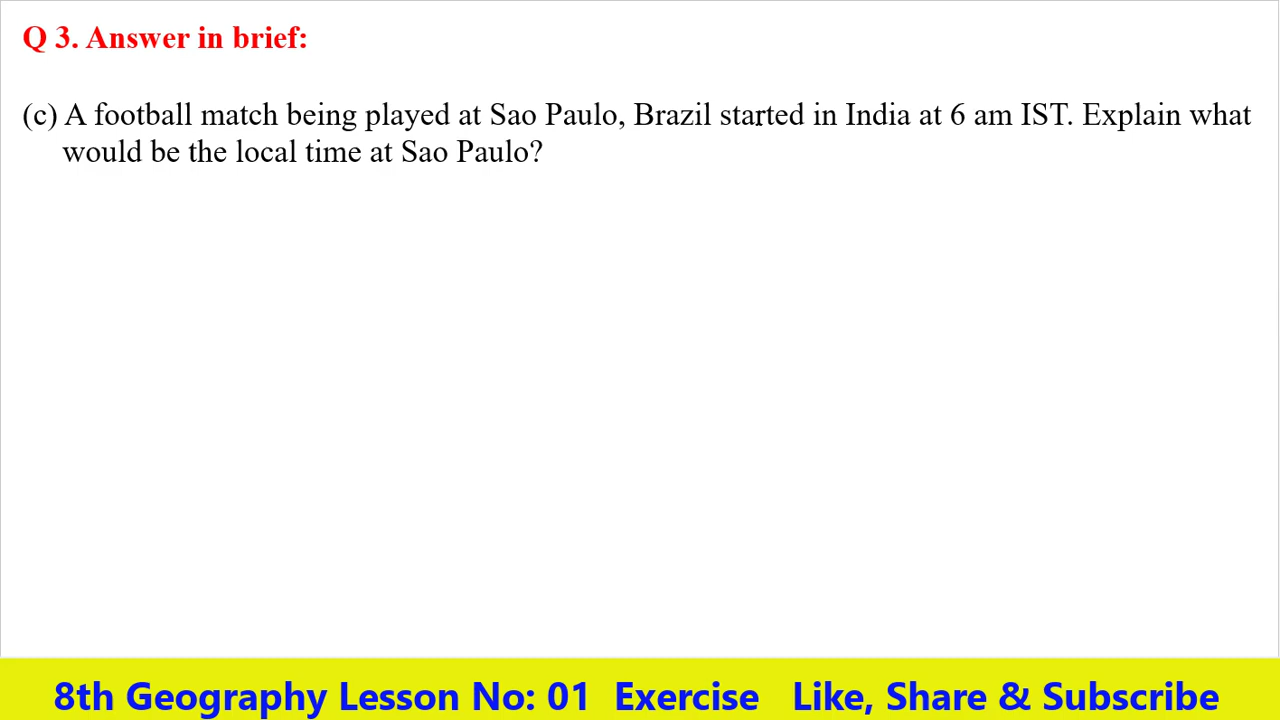 Q 3. Answer in brief:
(c) A football match being played at Sao Paulo, Brazil started in India at 6 am IST. Explain what
would be the local time at Sao Paulo?
8th Geography Lesson No: 01 Exercise Like, Share & Subscribe